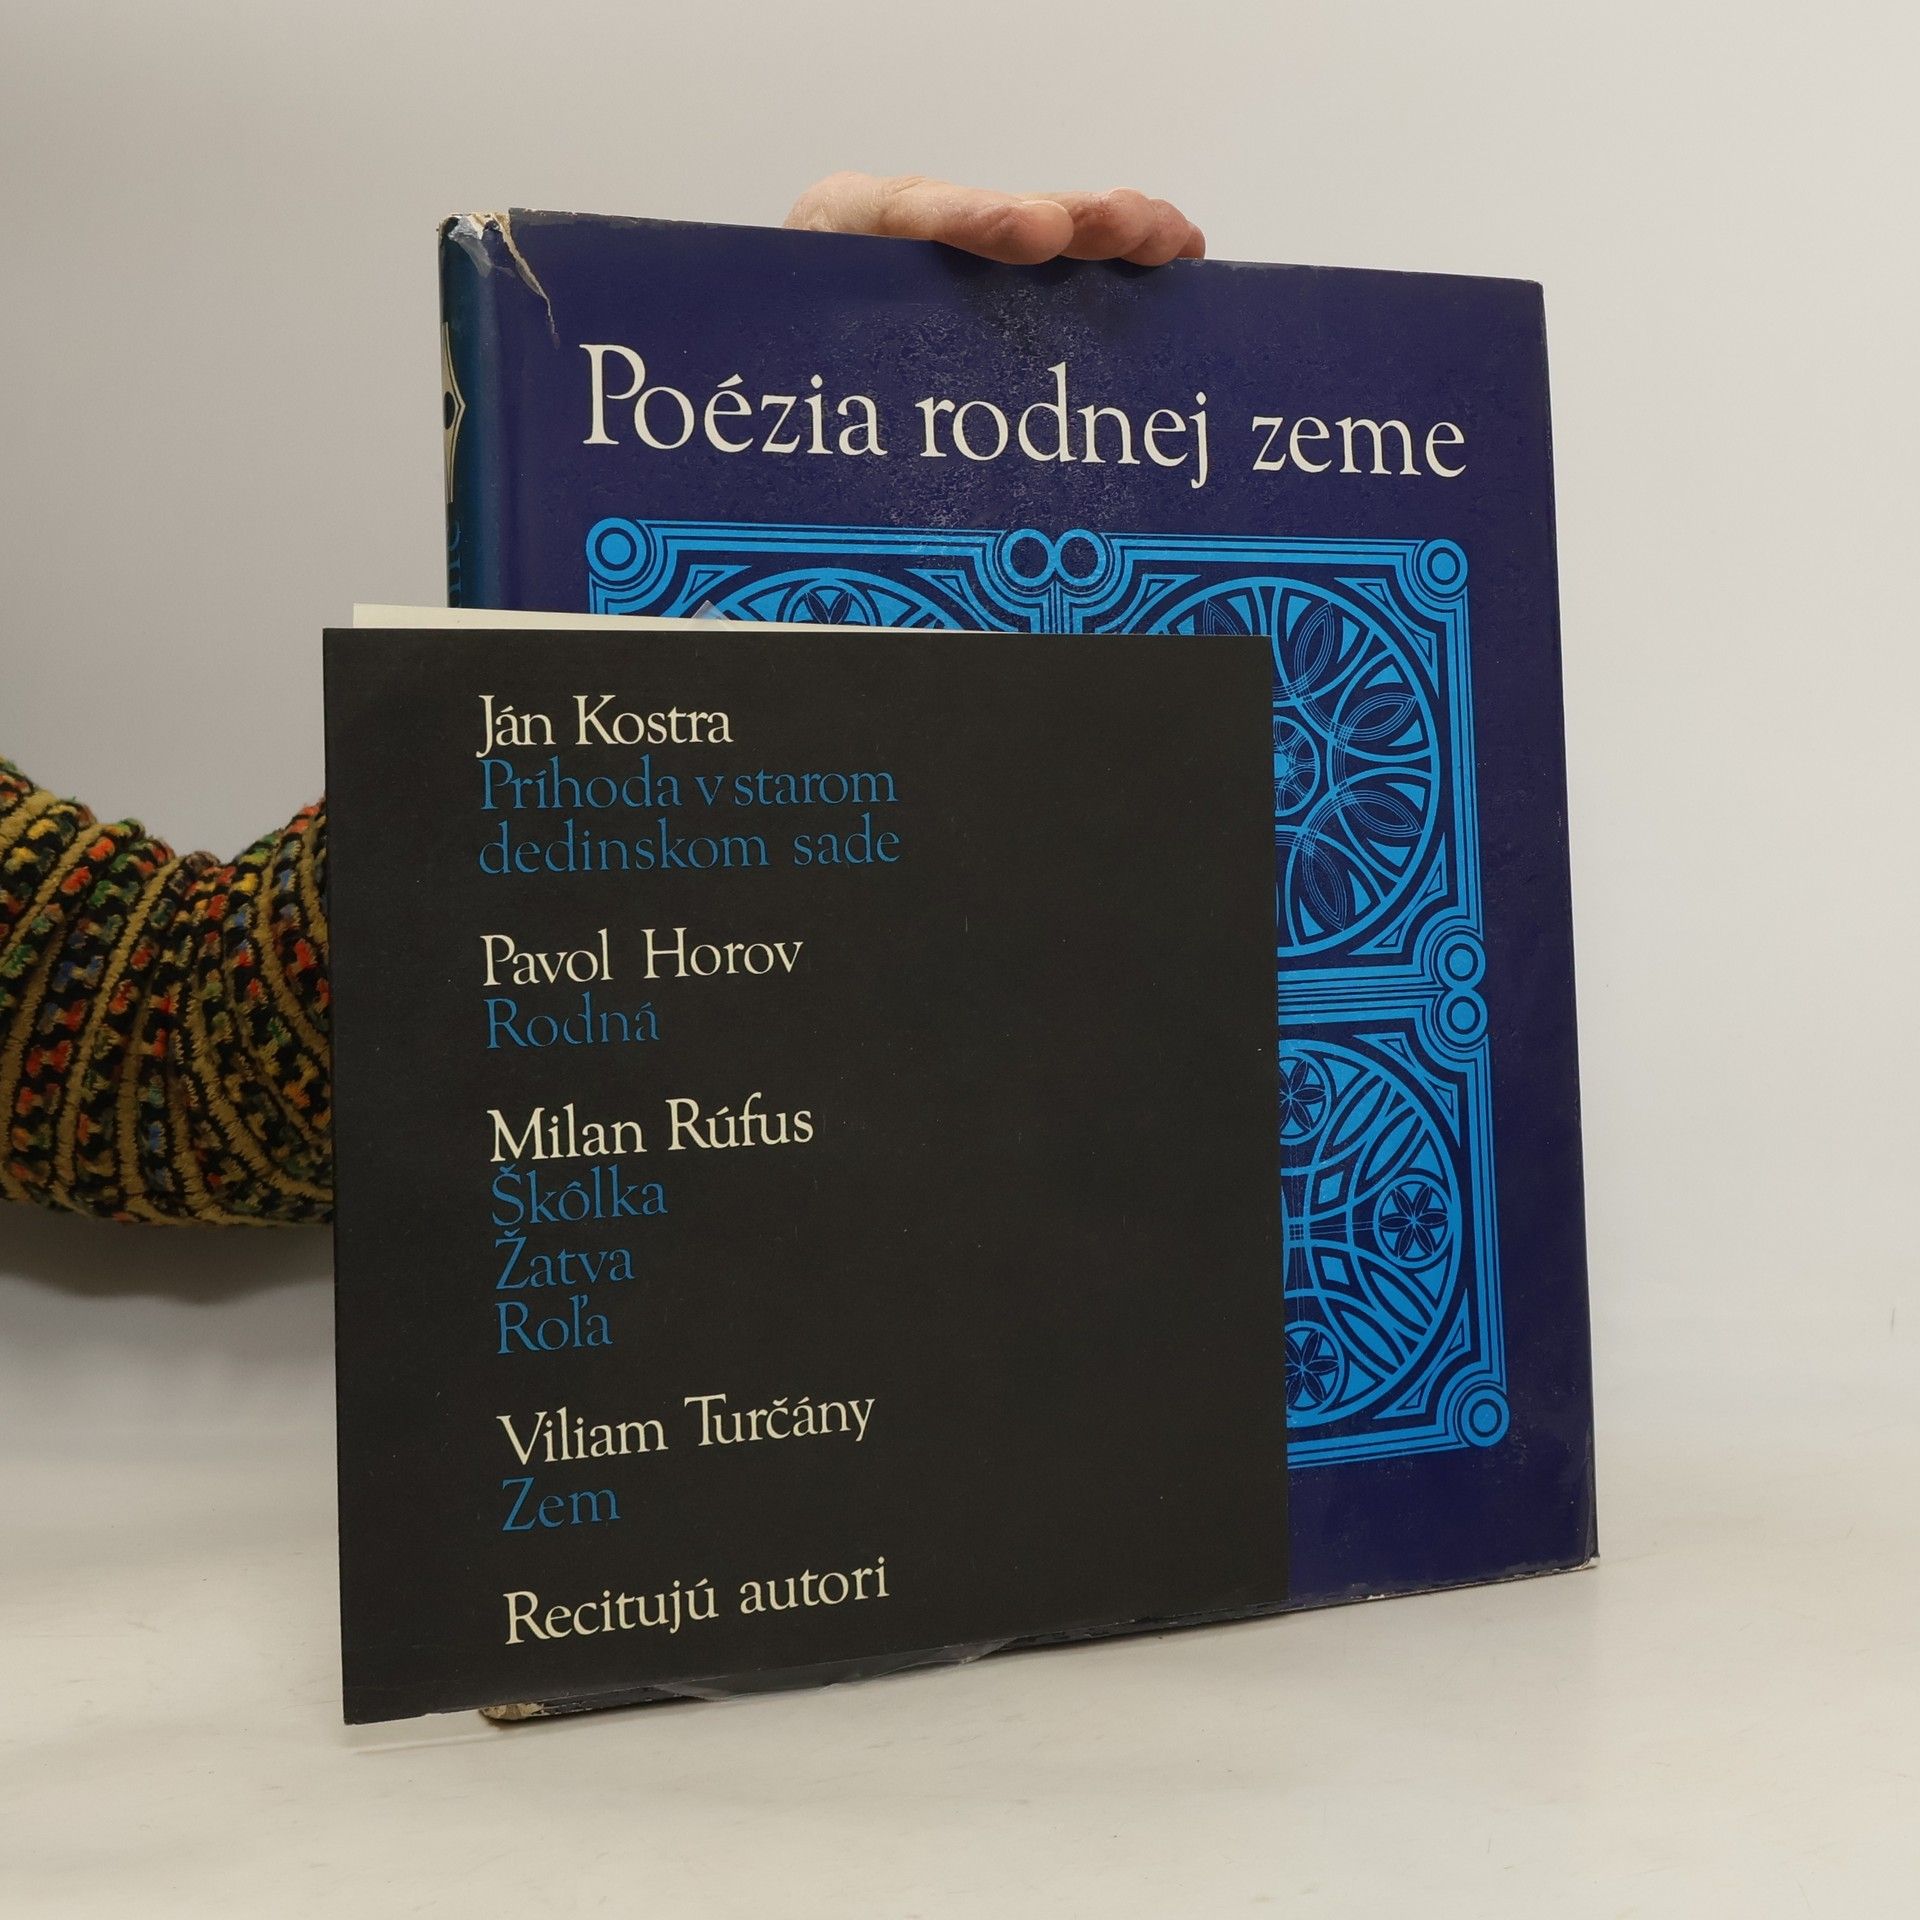 Poézia rodnej zeme
Ján Kostra
Príhoda v starom
dedinskom sade
Pavol Horov
Rodná
Milan Rúfus
Škôlka
Žatva
Roľa
Viliam Turčány
Zem
Recitujú autori